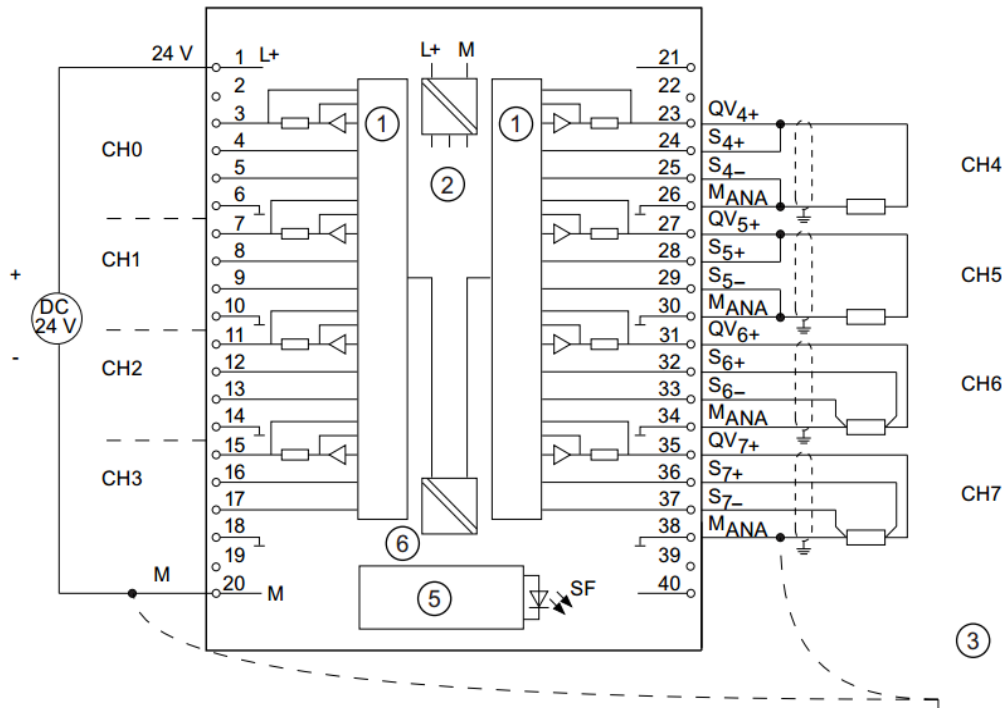 24 V 1 L+ L+ M 21
2 22
3 1 1 23 QV4+
CH0 4 24 S4+ CH4
5 2 25 S4–
6 26 MANA
7 27 QV5+
CH1 8 28 S5+ CH5
9 29 S5–
+
DC
24 V
-
10 30 MANA
11 31 QV6+
CH2 12 32 S6+ CH6
13 33 S6–
14 34 MANA
15 35 QV7+
CH3 16 36 S7+ CH7
17 37 S7–
18 6 38 MANA
19 39
M 20 M 5 SF 40
3